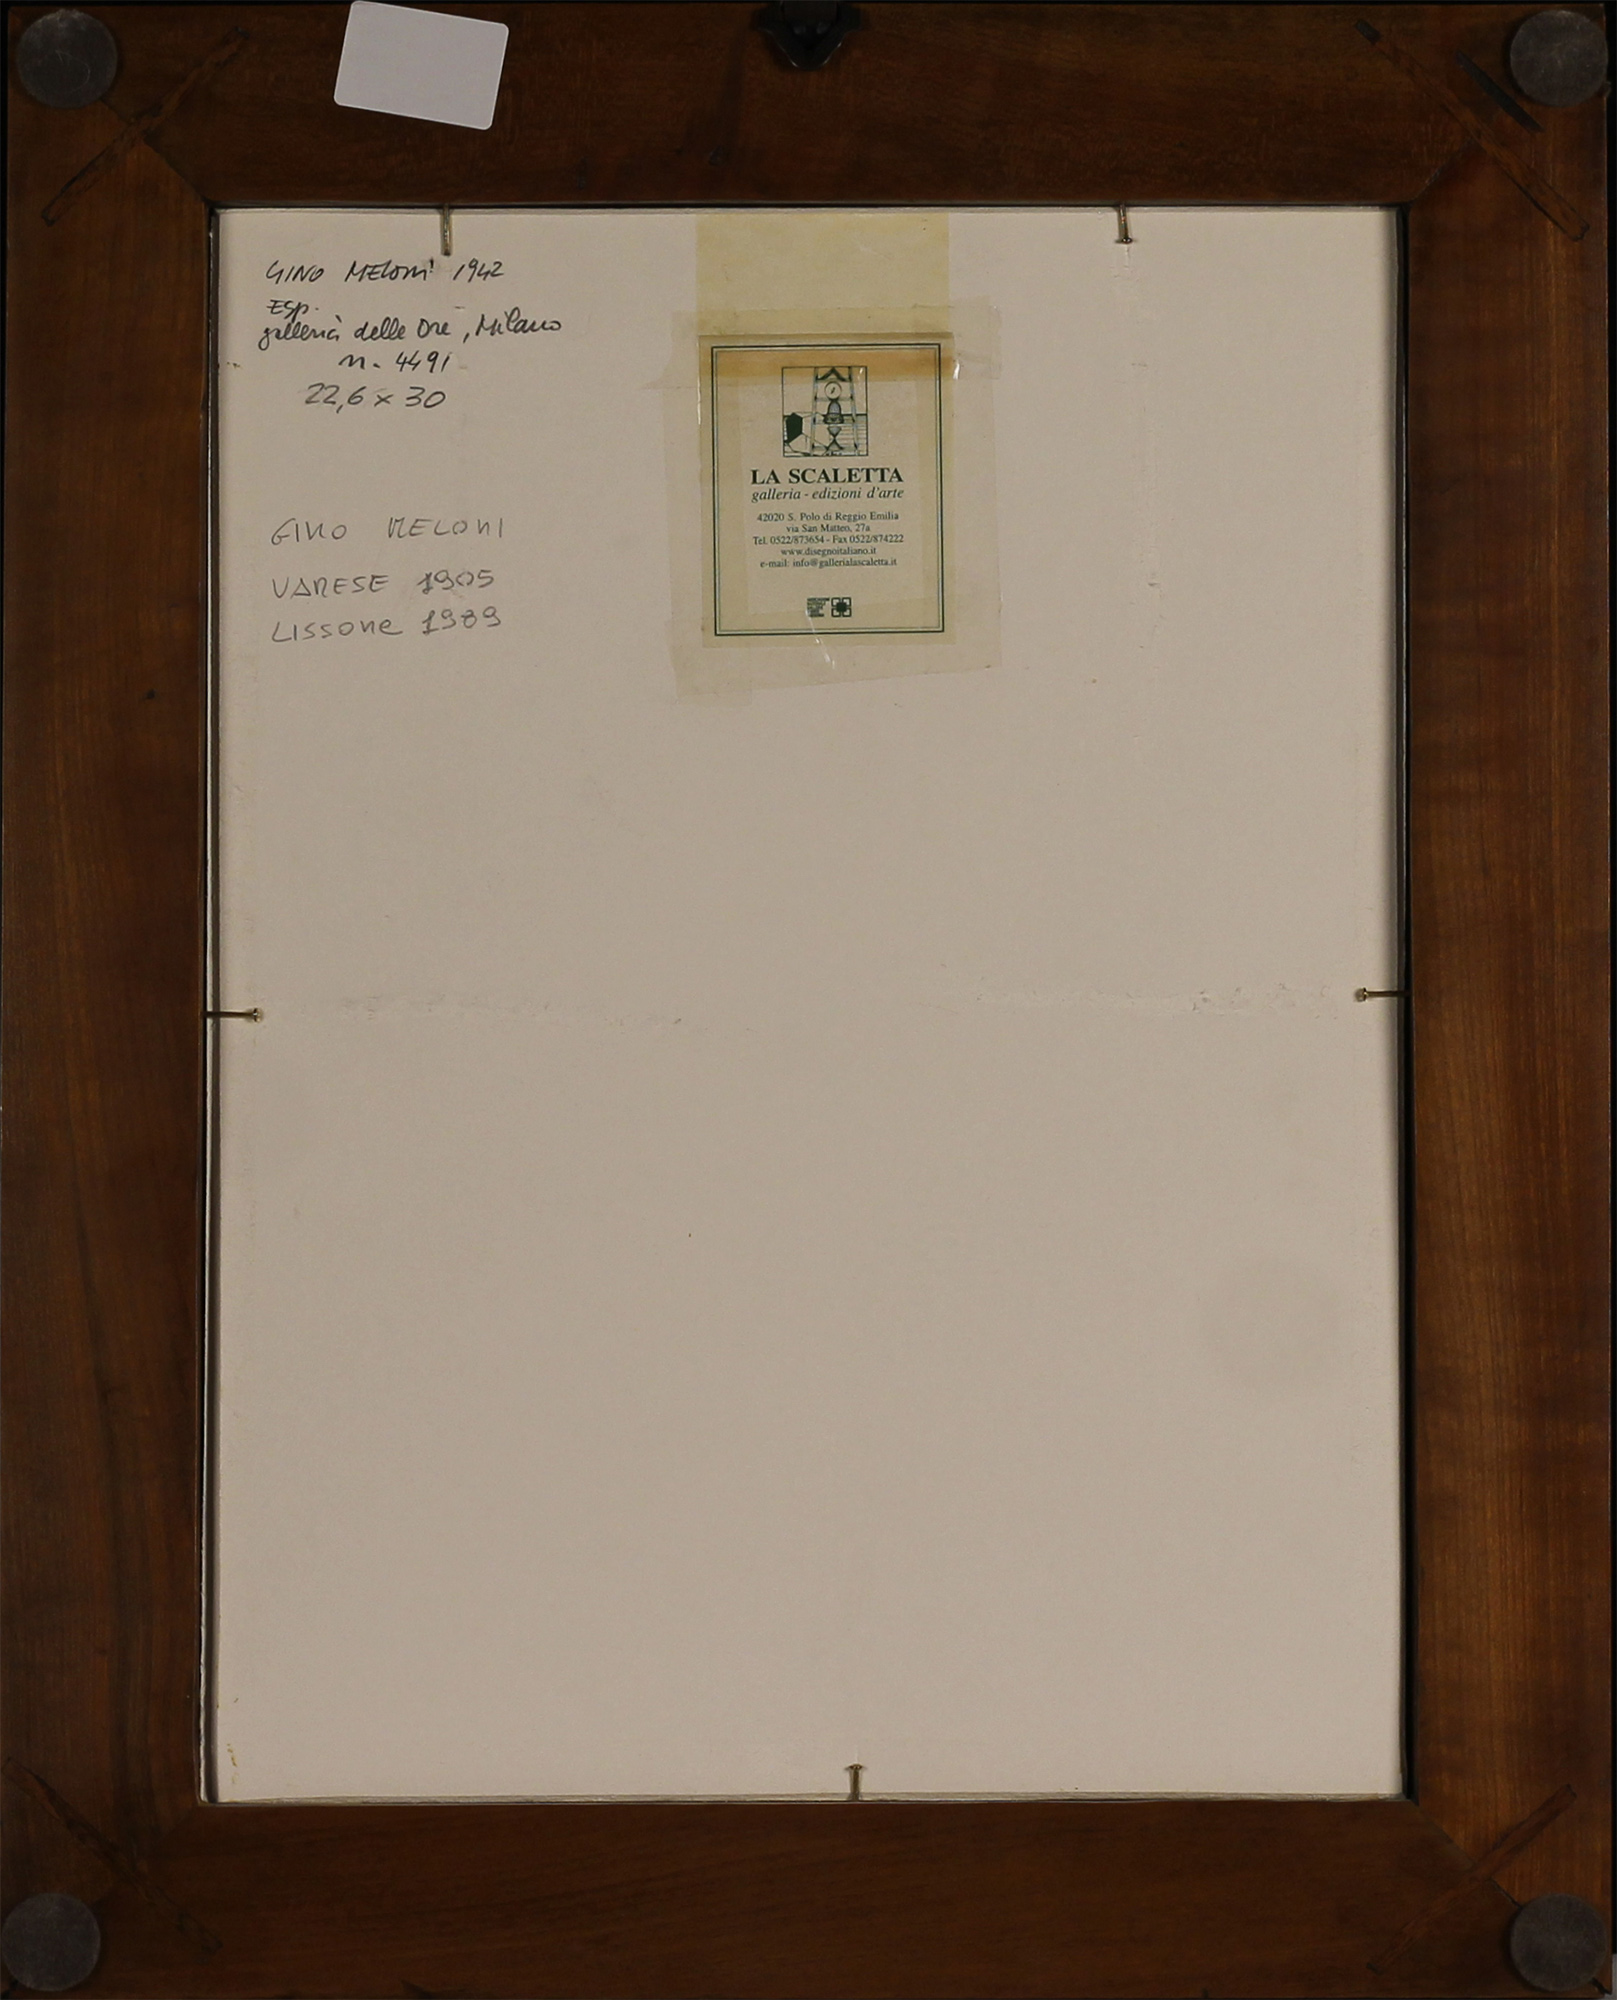 GINO MELONI 1942
Esp.
galleria delle Ore, Milano
n. 4491
22,6 x 30
GINO MELONI
VARESE 1905
LISSONE 1989
LA SCALETTA
galleria - edizioni d'arte
42020 S. Polo di Reggio Emilia
via San Matteo, 27a
Tel. 0522/873654 - Fax 0522/874222
www.disegnoitaliano.it
e-mail: info@gallerialascaletta.it